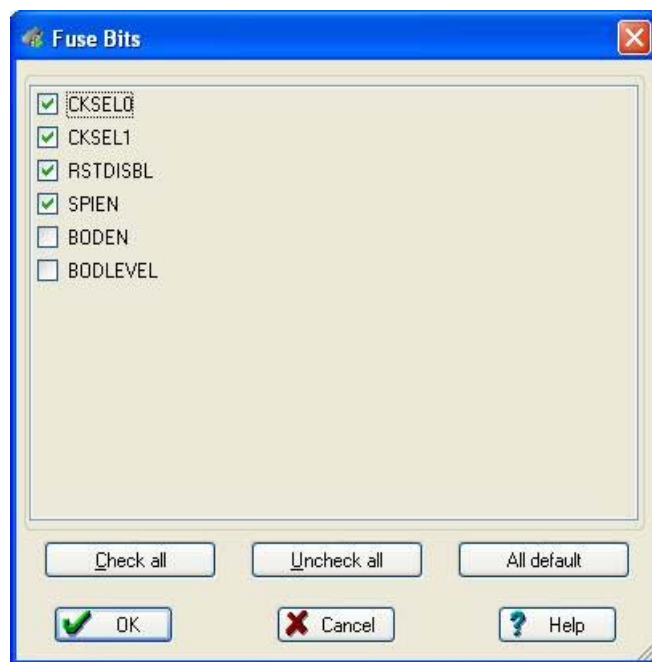 Fuse Bits
CKSEL0
CKSEL1
RSTDISBL
SPIEN
BODEN
BODLEVEL
Check all Uncheck all All default
OK Cancel Help